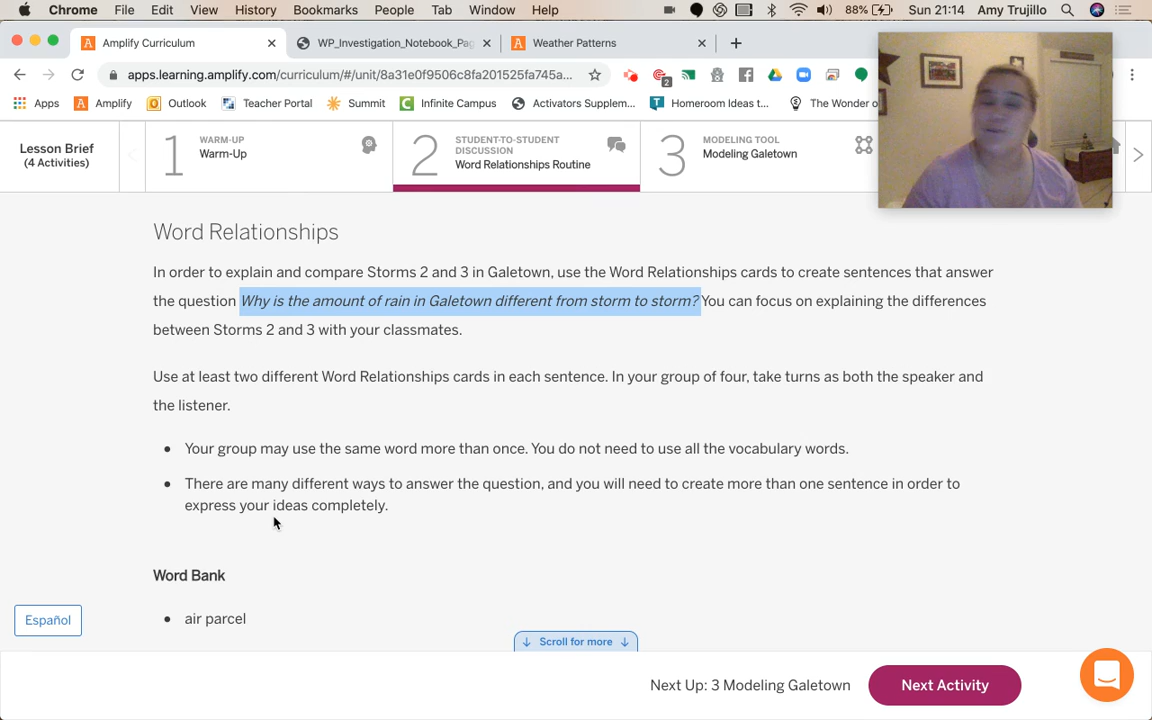 Chrome File Edit View History Bookmarks People Tab Window Help 88% Sun 21:14 Amy Trujillo
Amplify Curriculum WP_Investigation_Notebook_Pag Weather Patterns
apps.learning.amplify.com/curriculum/#/unit/8a31e0f9506c8fa201525fa745a... 2
Apps Amplify Outlook Teacher Portal Summit Infinite Campus Activators Supplem... Homeroom Ideas t... The Wonder o
Lesson Brief
(4 Activities)
1 WARM-UP
Warm-Up
2 STUDENT-TO-STUDENT
DISCUSSION
Word Relationships Routine
3 MODELING TOOL
Modeling Galetown
Word Relationships
In order to explain and compare Storms 2 and 3 in Galetown, use the Word Relationships cards to create sentences that answer
the question Why is the amount of rain in Galetown different from storm to storm? You can focus on explaining the differences
between Storms 2 and 3 with your classmates.
Use at least two different Word Relationships cards in each sentence. In your group of four, take turns as both the speaker and
the listener.
• Your group may use the same word more than once. You do not need to use all the vocabulary words.
• There are many different ways to answer the question, and you will need to create more than one sentence in order to
express your ideas completely.
Word Bank
• air parcel
Español
Scroll for more
Next Up: 3 Modeling Galetown
Next Activity